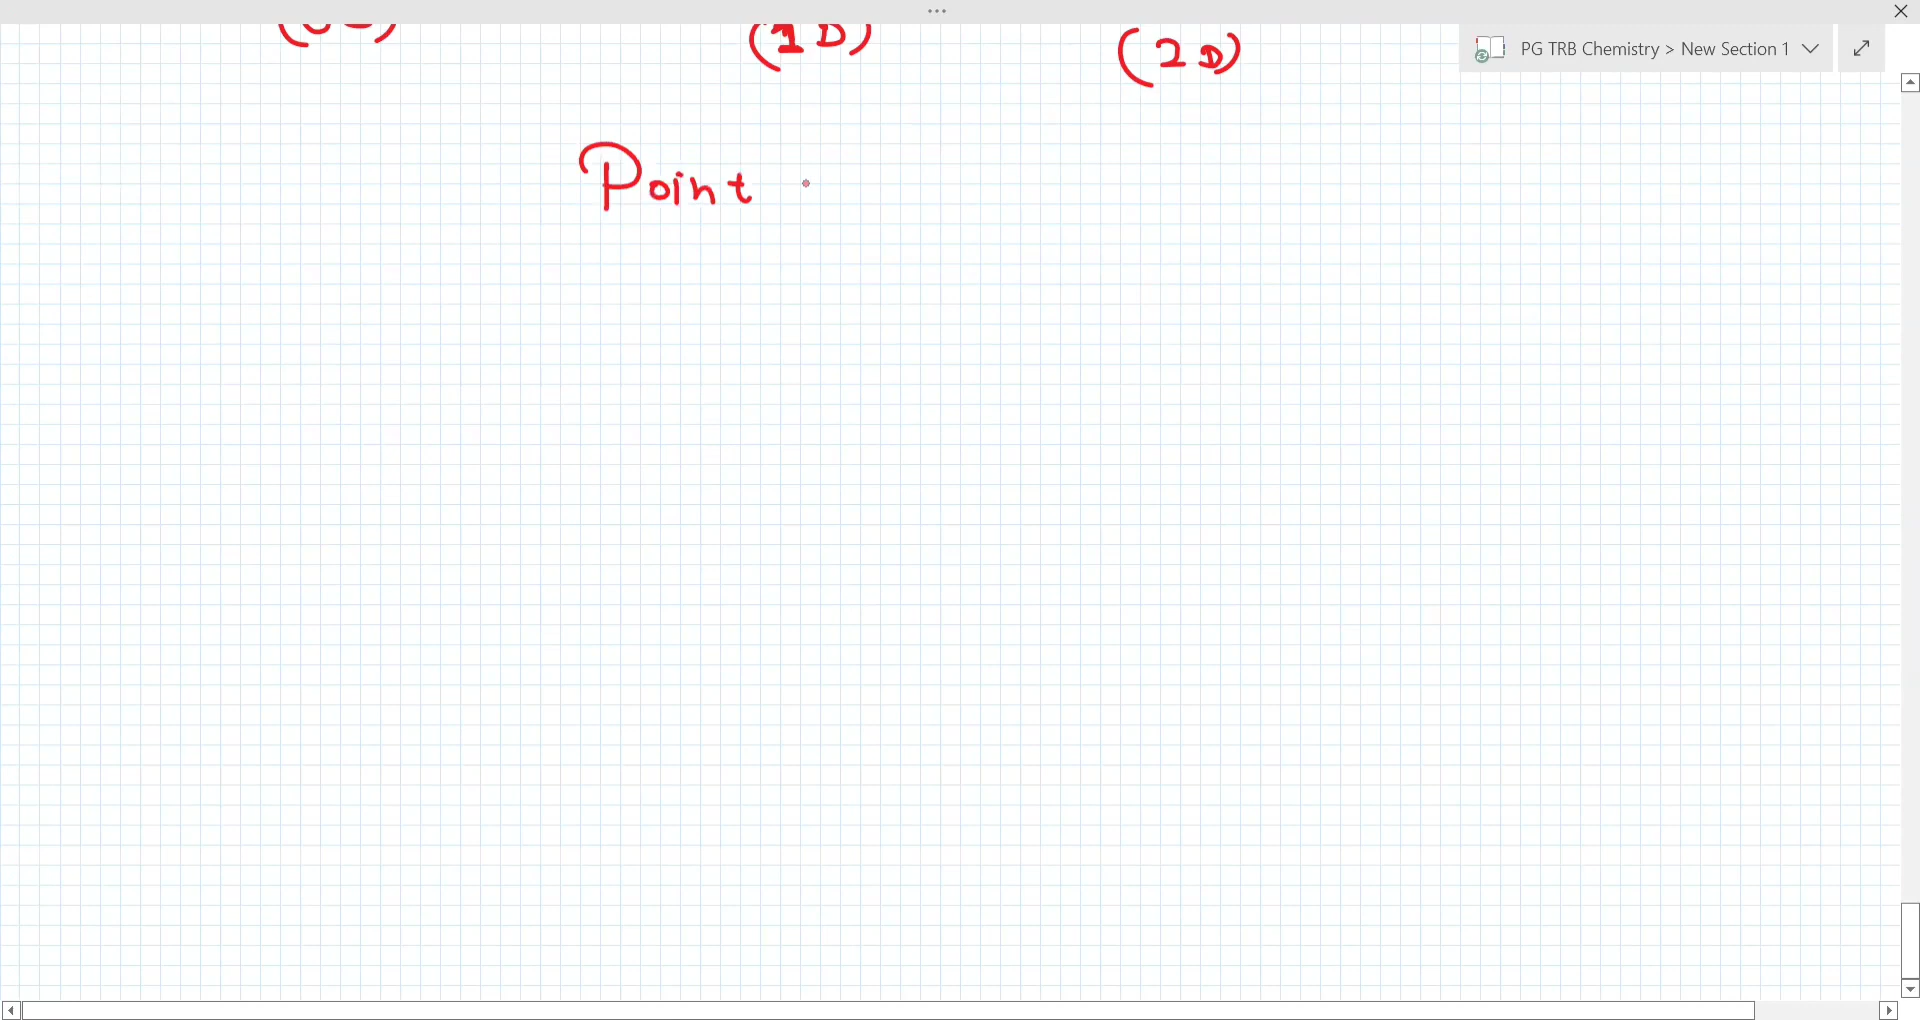 PG TRB Chemistry > New Section 1
(1D) (2D)
Point